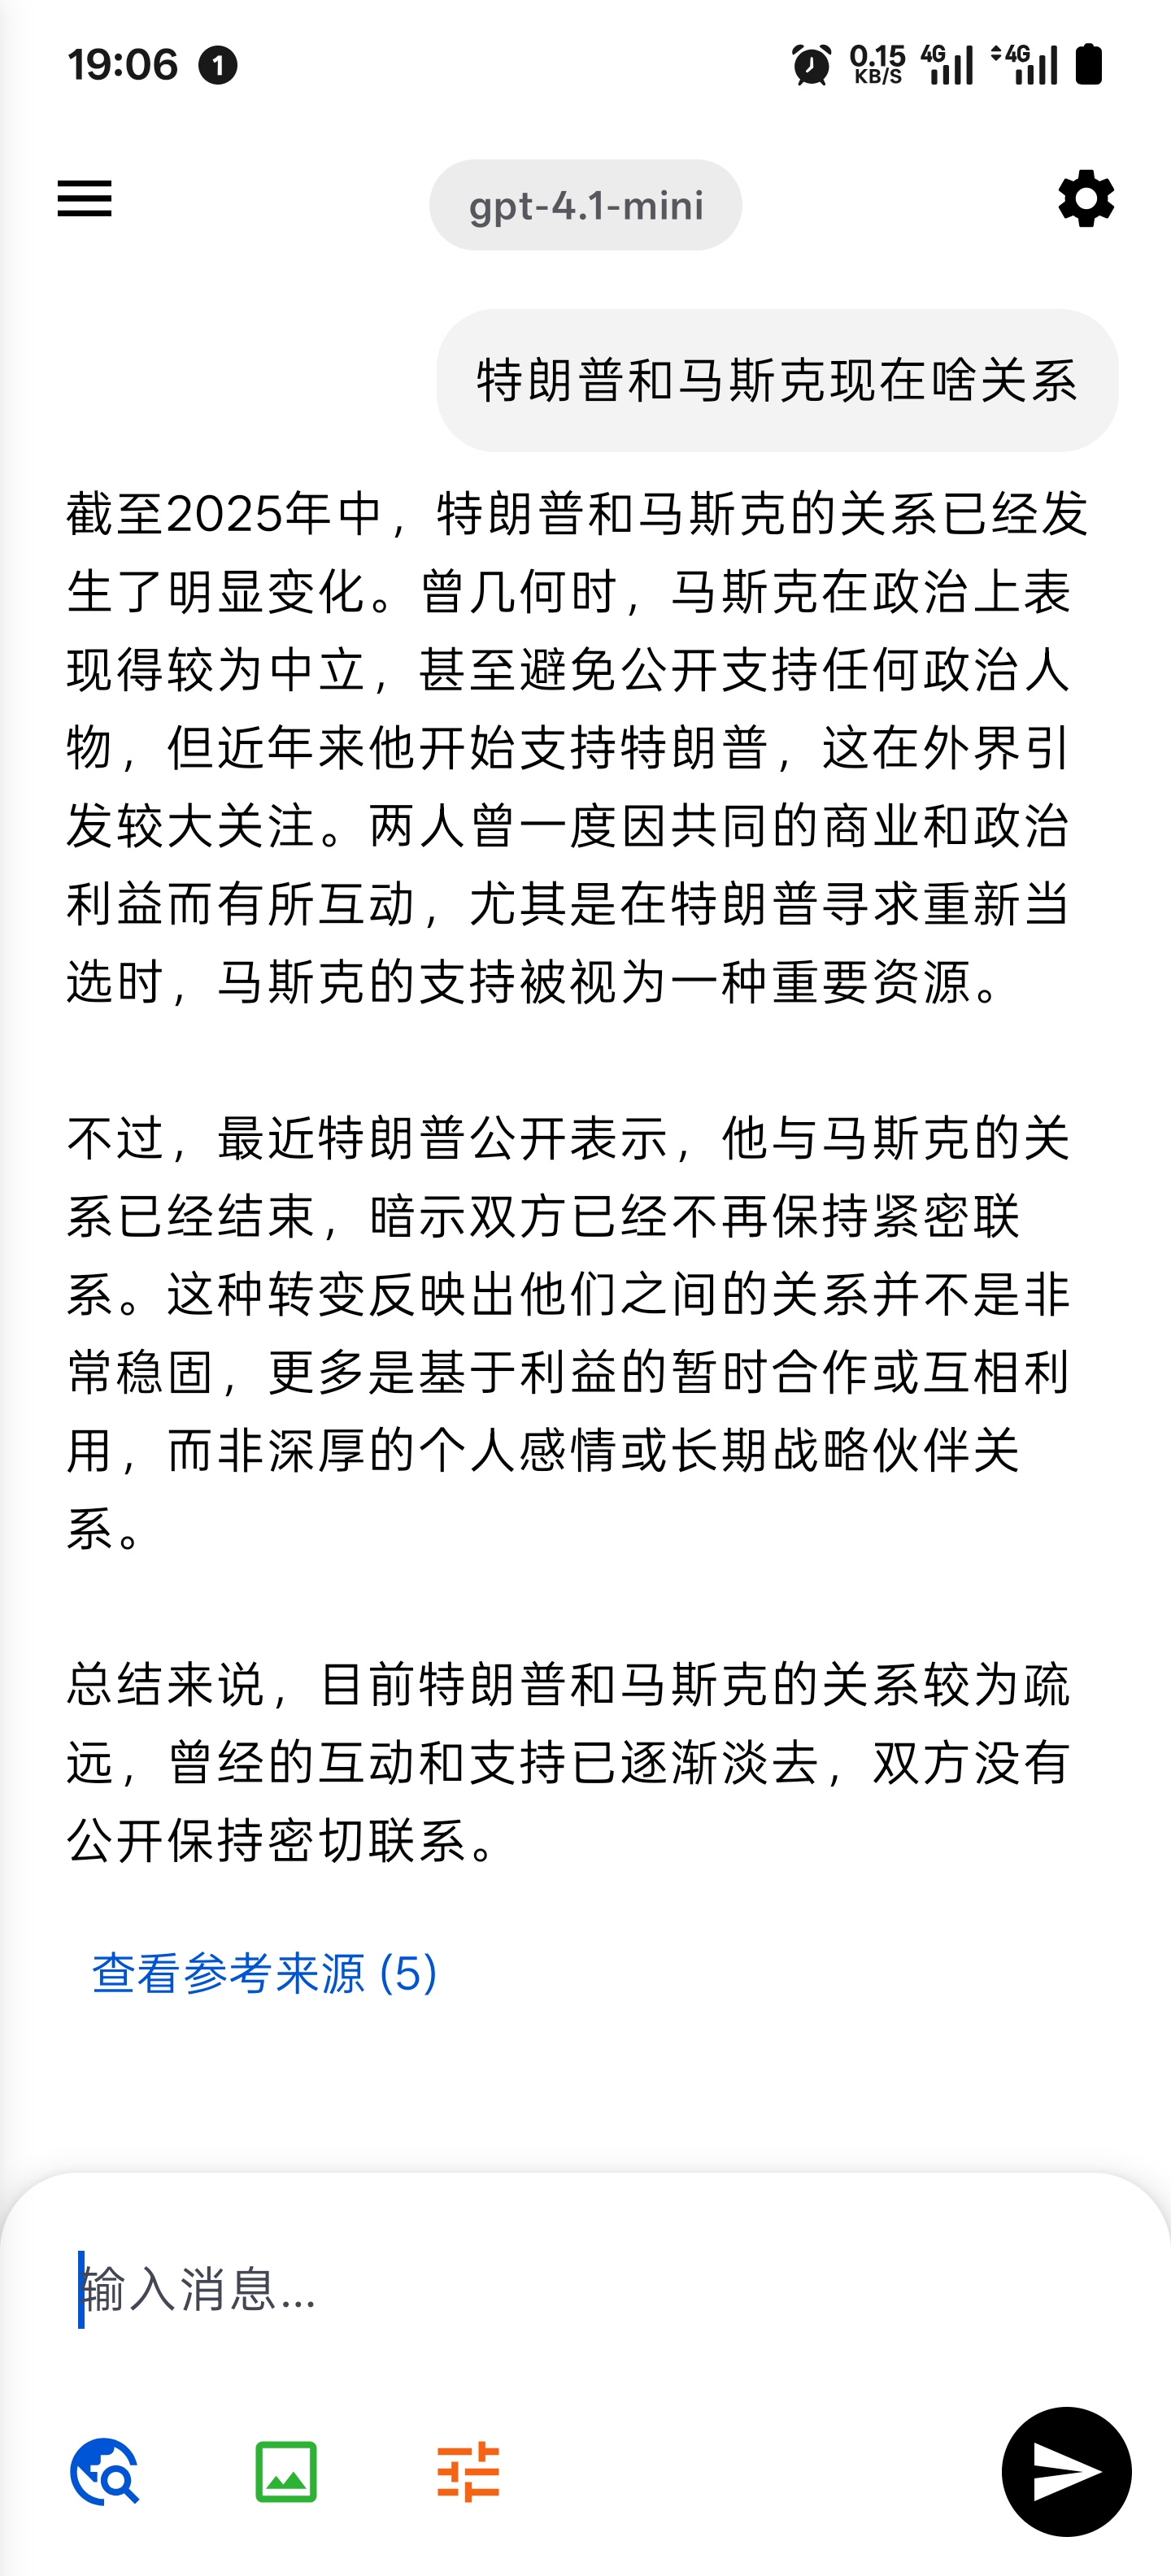 19:06 1 0.15 KB/S 4G 4G
gpt-4.1-mini
特朗普和马斯克现在啥关系
截至2025年中，特朗普和马斯克的关系已经发
生了明显变化。曾几何时，马斯克在政治上表
现得较为中立，甚至避免公开支持任何政治人
物，但近年来他开始支持特朗普，这在外界引
发较大关注。两人曾一度因共同的商业和政治
利益而有所互动，尤其是在特朗普寻求重新当
选时，马斯克的支持被视为一种重要资源。
不过，最近特朗普公开表示，他与马斯克的关
系已经结束，暗示双方已经不再保持紧密联
系。这种转变反映出他们之间的关系并不是非
常稳固，更多是基于利益的暂时合作或互相利
用，而非深厚的个人感情或长期战略伙伴关
系。
总结来说，目前特朗普和马斯克的关系较为疏
远，曾经的互动和支持已逐渐淡去，双方没有
公开保持密切联系。
查看参考来源 (5)
输入消息...